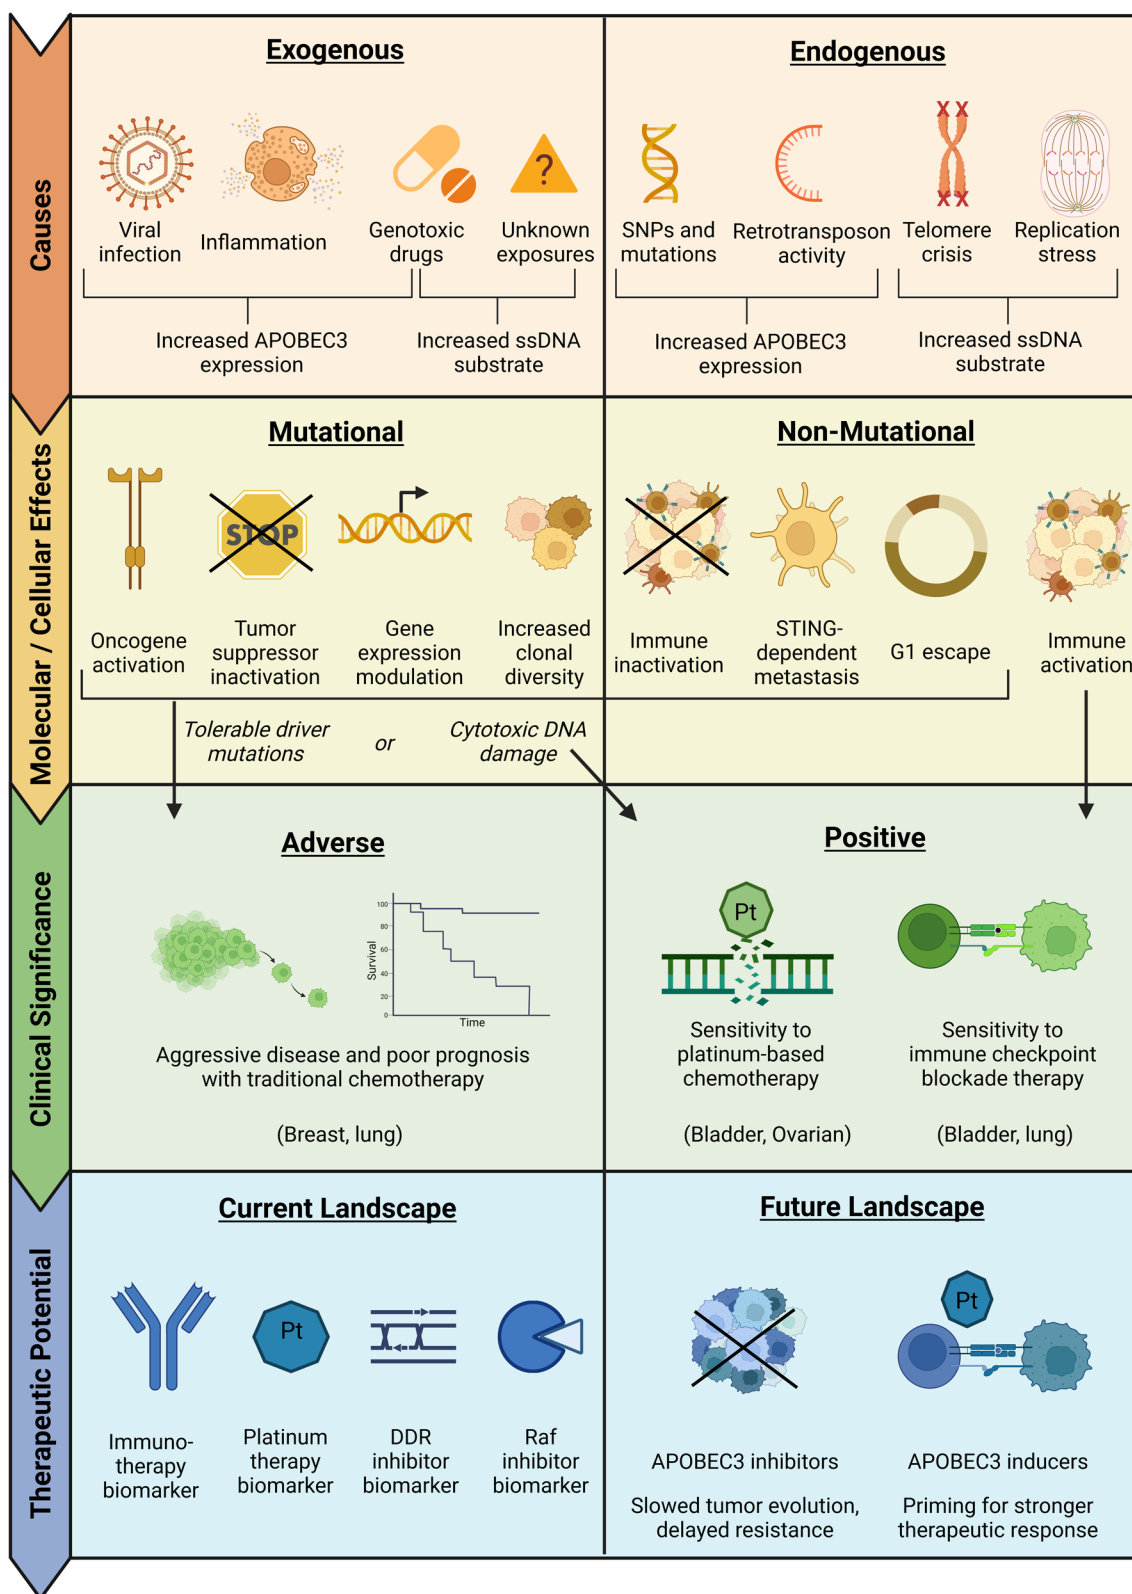 Causes
Exogenous
Viral
infection
Inflammation
Genotoxic
drugs
?
Unknown
exposures
Increased APOBEC3
expression
Increased ssDNA
substrate
Endogenous
SNPs and
mutations
Retrotransposon
activity
Telomere
crisis
Replication
stress
Increased APOBEC3
expression
Increased ssDNA
substrate
Molecular / Cellular Effects
Mutational
Oncogene
activation
STOP
Tumor
suppressor
inactivation
Gene
expression
modulation
Increased
clonal
diversity
Non-Mutational
Immune
inactivation
STING-
dependent
metastasis
G1 escape
Immune
activation
Tolerable driver
mutations
or
Cytotoxic DNA
damage
Clinical Significance
Adverse
Survival
100
80
60
40
20
0
Time
Aggressive disease and poor prognosis
with traditional chemotherapy
(Breast, lung)
Positive
Pt
Sensitivity to
platinum-based
chemotherapy
(Bladder, Ovarian)
Sensitivity to
immune checkpoint
blockade therapy
(Bladder, lung)
Therapeutic Potential
Current Landscape
Immuno-
therapy
biomarker
Pt
Platinum
therapy
biomarker
DDR
inhibitor
biomarker
Raf
inhibitor
biomarker
Future Landscape
APOBEC3 inhibitors
Slowed tumor evolution,
delayed resistance
Pt
APOBEC3 inducers
Priming for stronger
therapeutic response